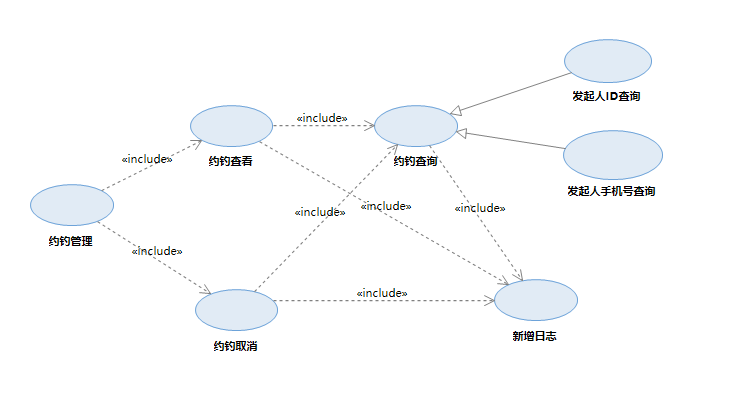 发起人ID查询
«include»
约钓查看
约钓查询
«include»
发起人手机号查询
«include»
«include»
«include»
约钓管理
«include»
«include»
约钓取消
新增日志